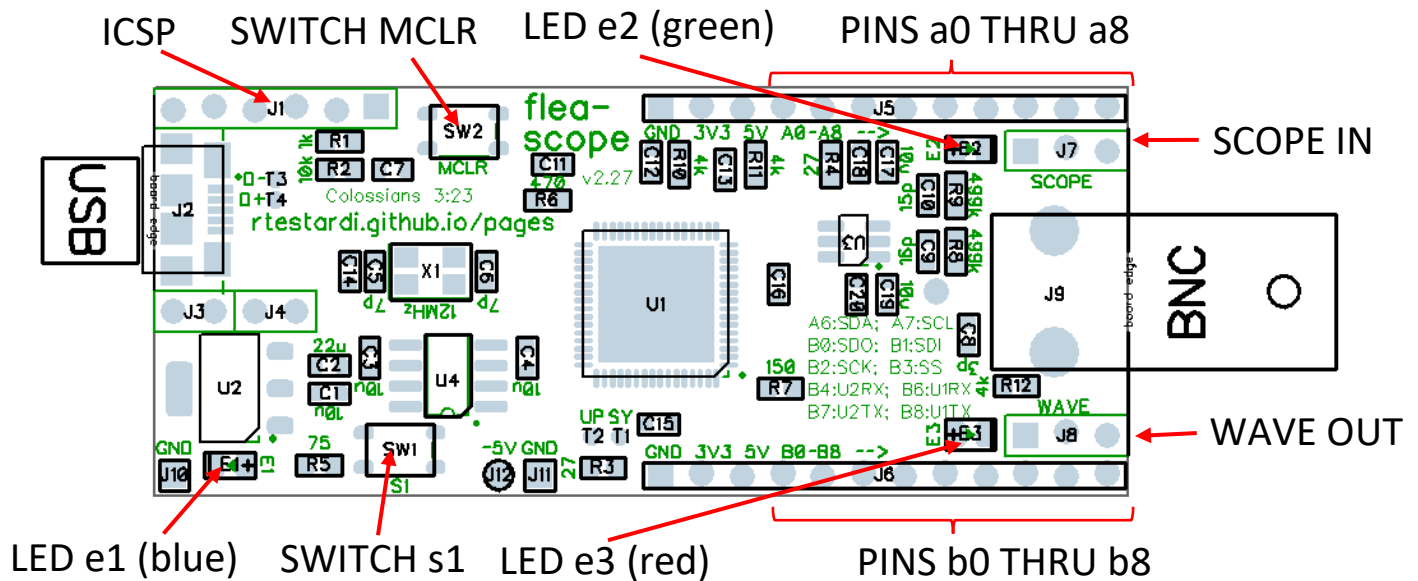 ICSP
SWITCH MCLR
LED e2 (green)
PINS a0 THRU a8
J1
SW2
MCLR
flea-
scope
v2.27
J5
GND 3V3 5V A0-A8 -->
E2
+B2
J7
SCOPE
SCOPE IN
1k
R1
10k
R2
C7
C11
470
R6
C12
R10
4k
C13
R11
4k
27
R4
C18
C17
10u
15p
C10
R9
499k
USB
board edge
J2
T3
T4
Colossians 3:23
rtestardi.github.io/pages
U3
C9
R8
499k
C14
C5
7p
X1
12MHz
C6
7p
U1
C16
C20
C19
10u
J9
board edge
BNC
J3
J4
A6:SDA; A7:SCL
B0:SDO; B1:SDI
B2:SCK; B3:SS
B4:U2RX; B6:U1RX
B7:U2TX; B8:U1TX
C8
3p
4k
R12
150
R7
U2
22u
C2
C1
10u
C3
10u
U4
C4
10u
UP SY
T2 T1
C15
E3
+B3
WAVE
J8
WAVE OUT
GND
J10
E1+
E1
75
R5
SW1
S1
-5V GND
J12
J11
27
R3
GND 3V3 5V B0-B8 -->
J6
LED e1 (blue)
SWITCH s1
LED e3 (red)
PINS b0 THRU b8